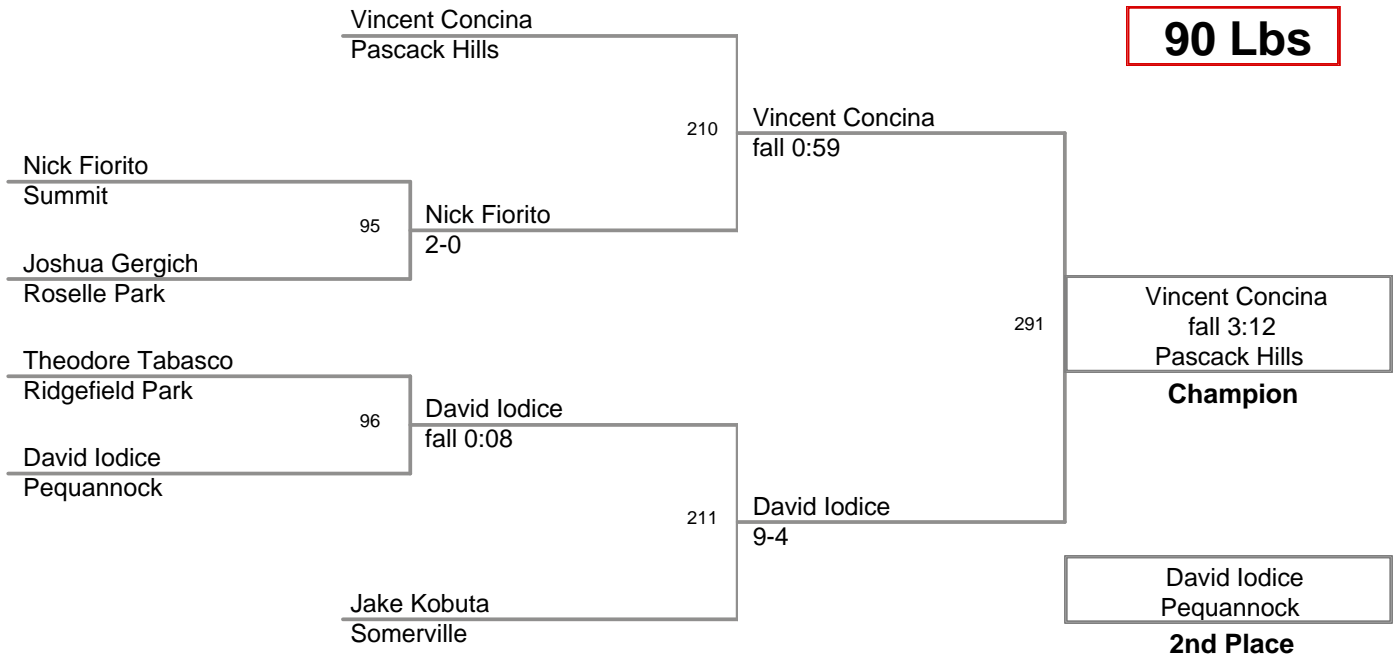 Vincent Concina
Pascack Hills
90 Lbs
210
Vincent Concina
fall 0:59
Nick Fiorito
Summit
95
Nick Fiorito
2-0
Joshua Gergich
Roselle Park
291
Vincent Concina
fall 3:12
Pascack Hills
Champion
Theodore Tabasco
Ridgefield Park
96
David Iodice
fall 0:08
David Iodice
Pequannock
211
David Iodice
9-4
Jake Kobuta
Somerville
David Iodice
Pequannock
2nd Place